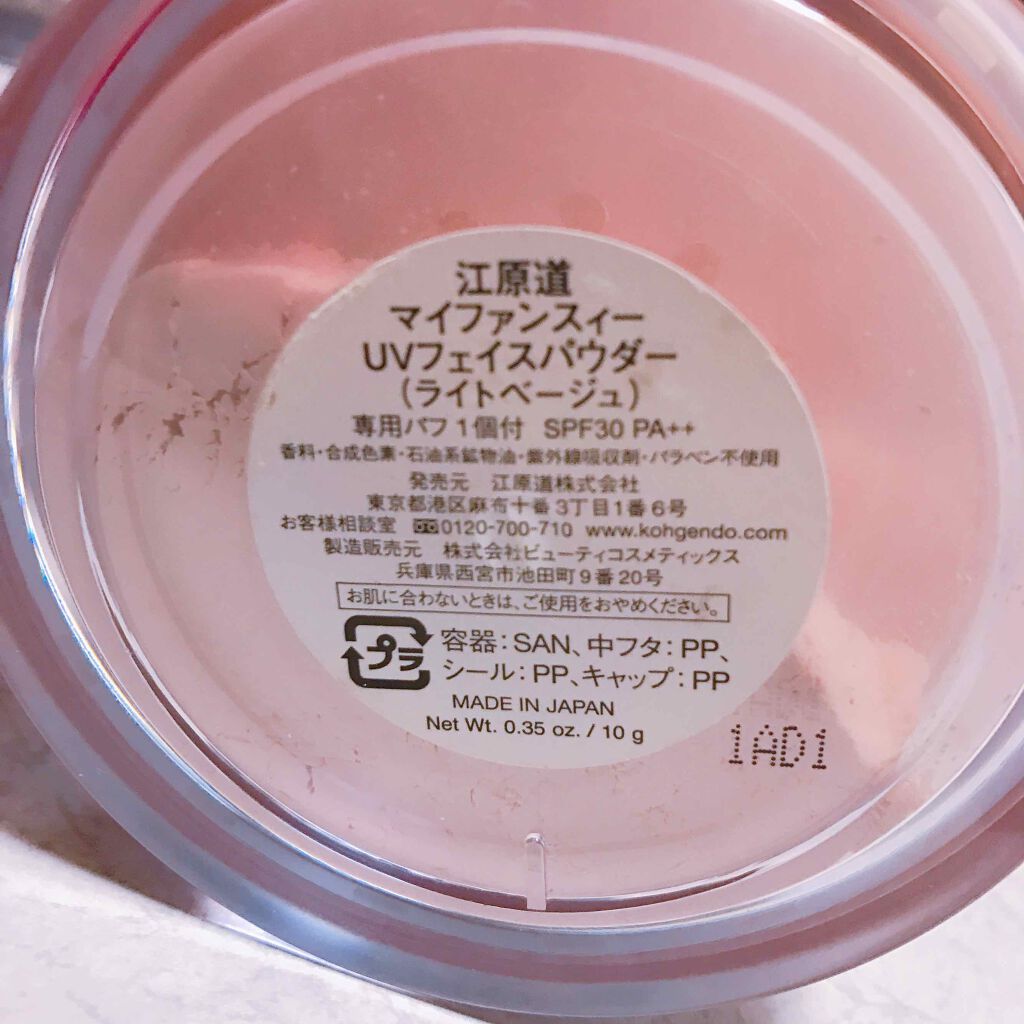 江原道
マイファンスィー
UVフェイスパウダー
(ライトベージュ)
専用パフ 1個付 SPF30 PA++
香料・合成色素・石油系鉱物油・紫外線吸収剤・パラベン不使用
発売元 江原道株式会社
東京都港区麻布十番3丁目1番6号
お客様相談室 0120-700-710 www.kohgendo.com
製造販売元 株式会社ビューティコスメティックス
兵庫県西宮市池田町9番20号
お肌に合わないときは、ご使用をおやめください。
プラ 容器:SAN、中フタ:PP、
シール:PP、キャップ:PP
MADE IN JAPAN
Net Wt. 0.35 oz. / 10 g
1AD1